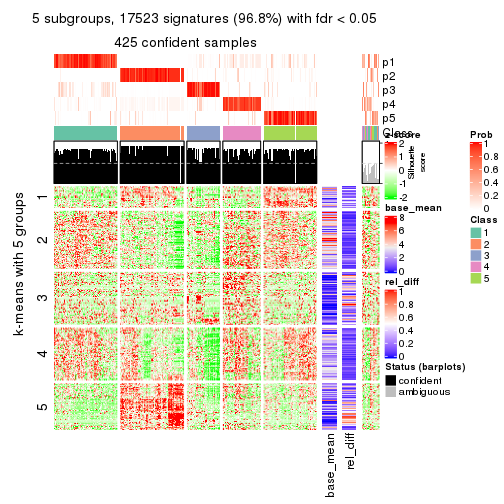 5 subgroups, 17523 signatures (96.8%) with fdr < 0.05
425 confident samples
p1
p2
p3
p4
p5
Class
Silhouette
score
k-means with 5 groups
1
2
3
4
5
base_mean
rel_diff
z-score
2
1
0
-1
-2
base_mean
8
6
4
2
0
rel_diff
1
0.8
0.6
0.4
0.2
0
Status (barplots)
confident
ambiguous
Prob
1
0.8
0.6
0.4
0.2
0
Class
1
2
3
4
5